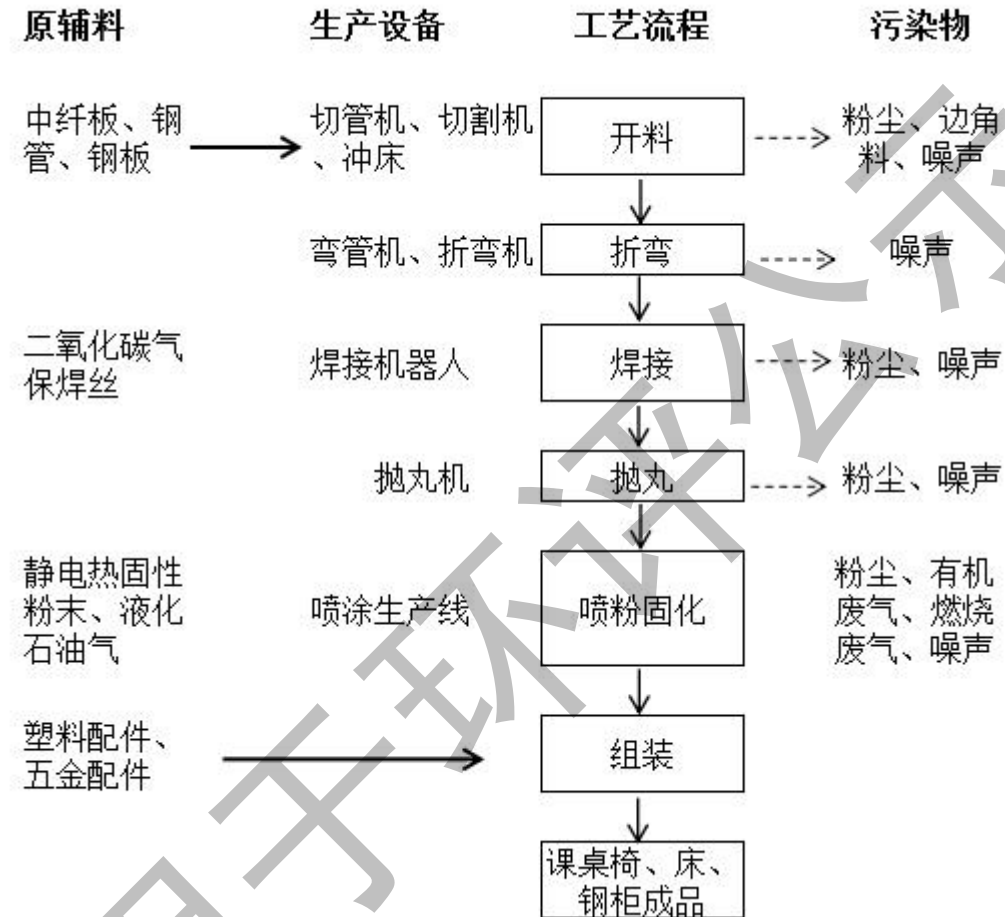 原辅料 生产设备 工艺流程 污染物
中纤板、钢 切管机、切割机 开料 粉尘、边角
管、钢板 、冲床 料、噪声
弯管机、折弯机 折弯 噪声
二氧化碳气 焊接机器人 焊接 粉尘、噪声
保焊丝
抛丸机 抛丸 粉尘、噪声
静电热固性 粉尘、有机
粉末、液化 喷涂生产线 喷粉固化 废气、燃烧
石油气 废气、噪声
塑料配件、 组装
五金配件
课桌椅、床、
钢柜成品
用于环评公示